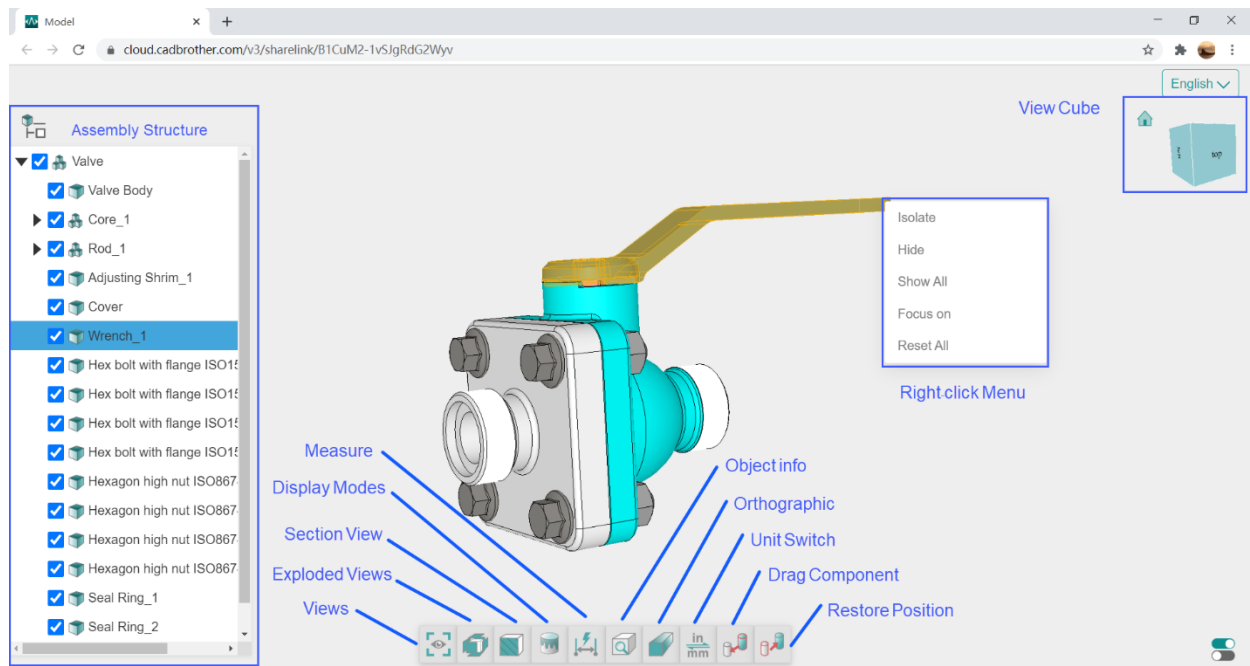 Model
cloud.cadbrother.com/v3/sharelink/B1CuM2-1vSJgRdG2Wyv
English
View Cube
top
Assembly Structure
Valve
Valve Body
Core_1
Rod_1
Adjusting Shrim_1
Cover
Wrench_1
Hex bolt with flange ISO15
Hex bolt with flange ISO15
Hex bolt with flange ISO15
Hex bolt with flange ISO15
Hexagon high nut ISO867
Hexagon high nut ISO867
Hexagon high nut ISO867
Hexagon high nut ISO867
Seal Ring_1
Seal Ring_2
Isolate
Hide
Show All
Focus on
Reset All
Right-click Menu
Measure
Display Modes
Section View
Exploded Views
Views
Object info
Orthographic
Unit Switch
Drag Component
Restore Position
in
mm